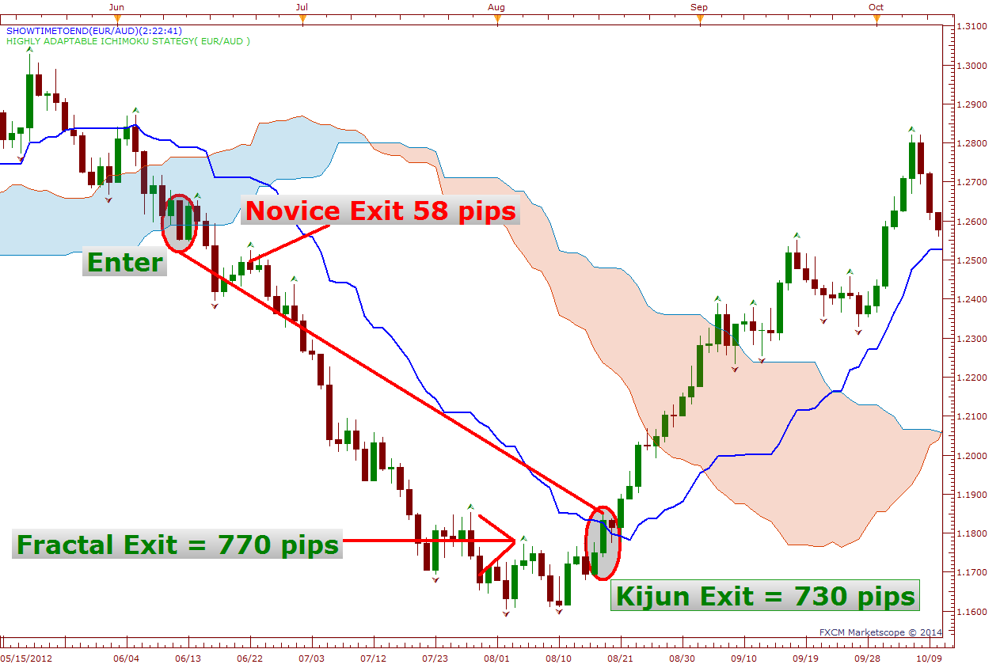 Jun Jul Aug Sep Oct
SHOWTIMETOEND(EUR/AUD)(2:22:41)
HIGHLY ADAPTABLE ICHIMOKU STATEGY( EUR/AUD )
1.3100
1.3000
1.2900
1.2800
1.2700
Novice Exit 58 pips
1.2600
Enter
1.2500
1.2400
1.2300
1.2200
1.2100
1.2000
1.1900
Fractal Exit = 770 pips
1.1800
1.1700
Kijun Exit = 730 pips
1.1600
FXCM Marketscope © 2014
05/15/2012 06/04 06/13 06/22 07/03 07/12 07/23 08/01 08/10 08/21 08/30 09/10 09/19 09/28 10/09